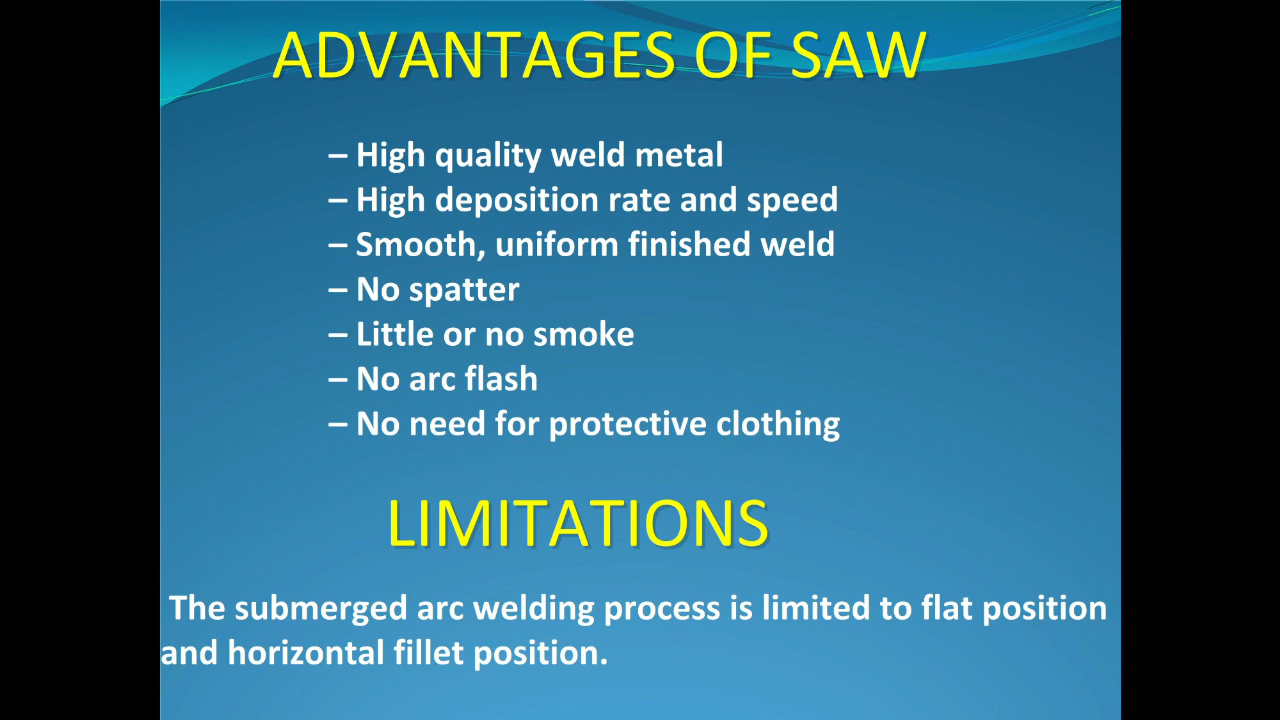 ADVANTAGES OF SAW
– High quality weld metal
– High deposition rate and speed
– Smooth, uniform finished weld
– No spatter
– Little or no smoke
– No arc flash
– No need for protective clothing
LIMITATIONS
The submerged arc welding process is limited to flat position
and horizontal fillet position.